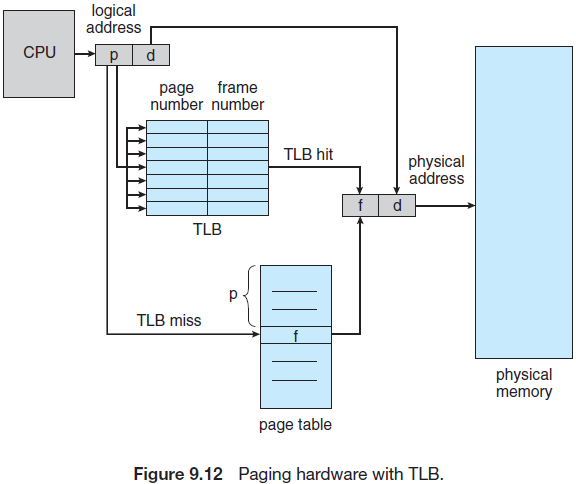 logical
address
CPU
p
d
page
number
frame
number
TLB hit
physical
address
f
d
TLB
p
TLB miss
f
page table
physical
memory
Figure 9.12 Paging hardware with TLB.